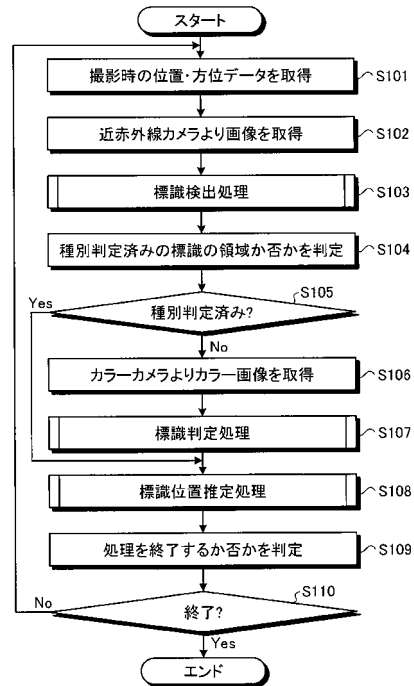 スタート
撮影時の位置・方位データを取得
S101
近赤外線カメラより画像を取得
S102
標識検出処理
S103
種別判定済みの標識の領域か否かを判定
S104
S105
Yes
種別判定済み?
No
カラーカメラよりカラー画像を取得
S106
標識判定処理
S107
標識位置推定処理
S108
処理を終了するか否かを判定
S109
S110
No
終了?
Yes
エンド